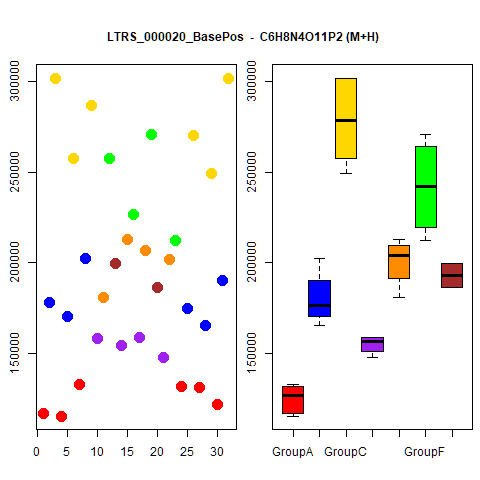 LTRS_000020_BasePos - C6H8N4O11P2 (M+H)
300000
250000
200000
150000
0 5 10 15 20 25 30
300000
250000
200000
150000
GroupA GroupC GroupF